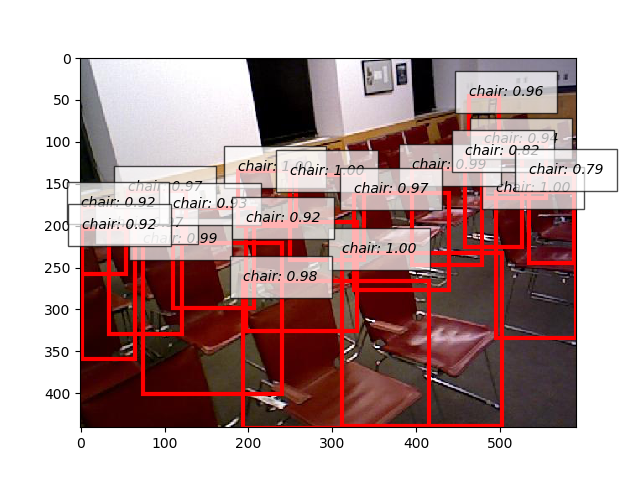 0
50
chair: 0.96
100
chair: 0.94
chair: 0.82
chair: 1.00
chair: 1.00
chair: 0.99
chair: 0.79
150
chair: 0.97
chair: 0.97
chair: 1.00
chair: 0.92
chair: 0.93
200
chair: 0.92
chair: 0.92
chair: 0.99
250
chair: 1.00
chair: 0.98
300
350
400
0
100
200
300
400
500